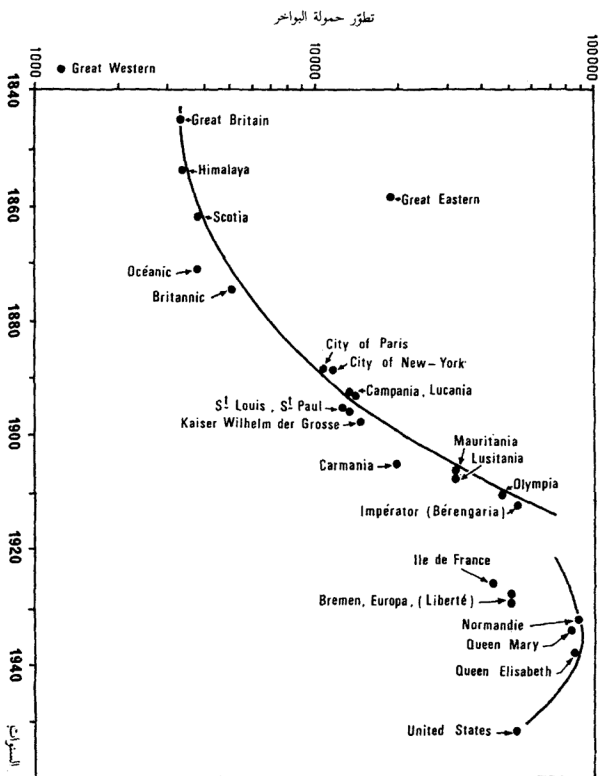 تطوّر حمولة البواخر
1000
10000
100000
Great Western
1840
Great Britain
Himalaya
Great Eastern
1860
Scotia
Océanic
Britannic
1880
City of Paris
City of New-York
Campania, Lucania
St Louis, St Paul
Kaiser Wilhelm der Grosse
1900
Mauritania
Lusitania
Carmania
Olympia
Impérator (Bérengaria)
1920
Ile de France
Bremen, Europa, (Liberté)
Normandie
Queen Mary
1940
Queen Elisabeth
United States
السنوات